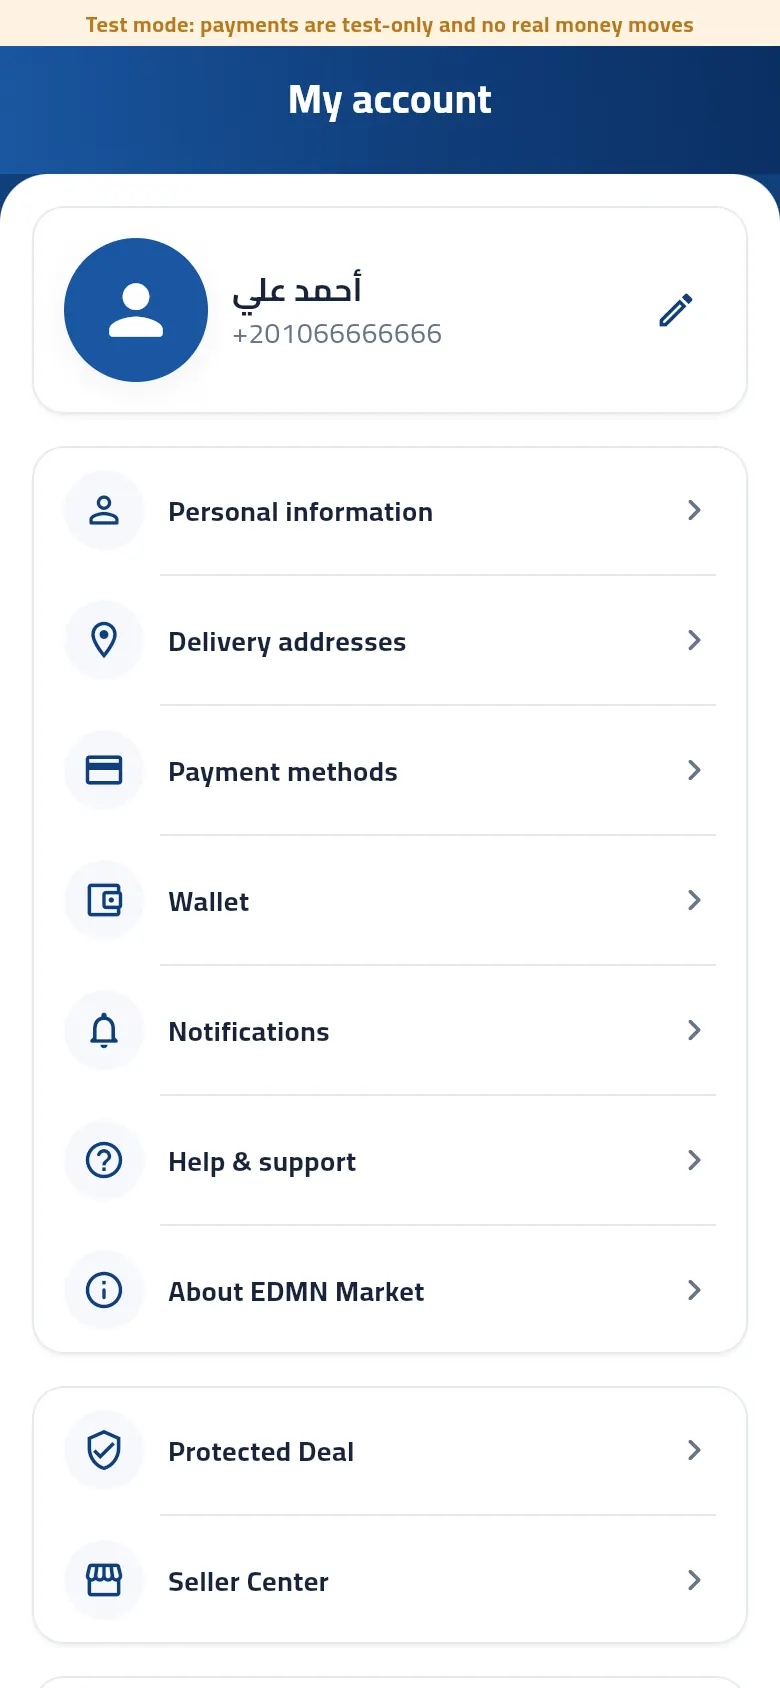 Test mode: payments are test-only and no real money moves
My account
أحمد علي
+201066666666
Personal information
Delivery addresses
Payment methods
Wallet
Notifications
Help & support
About EDMN Market
Protected Deal
Seller Center